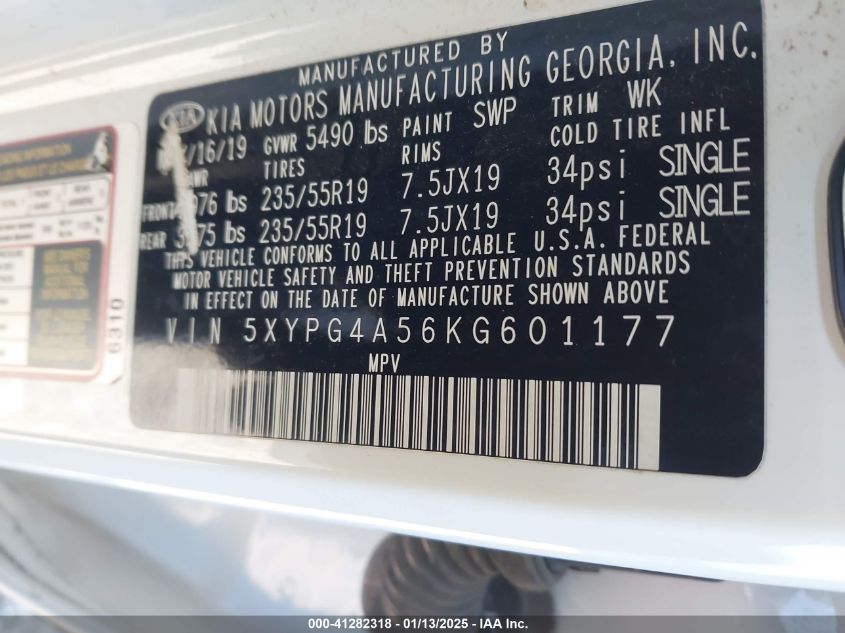 MANUFACTURED BY
KIA KIA MOTORS MANUFACTURING GEORGIA, INC.
/16/19 GVWR 5490 lbs PAINT SWP TRIM WK
TIRES RIMS COLD TIRE INFL
FRONT lbs 235/55R19 7.5JX19 34psi SINGLE
REAR lbs 235/55R19 7.5JX19 34psi SINGLE
THIS VEHICLE CONFORMS TO ALL APPLICABLE U.S.A. FEDERAL
MOTOR VEHICLE SAFETY AND THEFT PREVENTION STANDARDS
IN EFFECT ON THE DATE OF MANUFACTURE SHOWN ABOVE
VIN 5XYPG4A56KG601177
MPV
6310
000-41282318 - 01/13/2025 - IAA Inc.